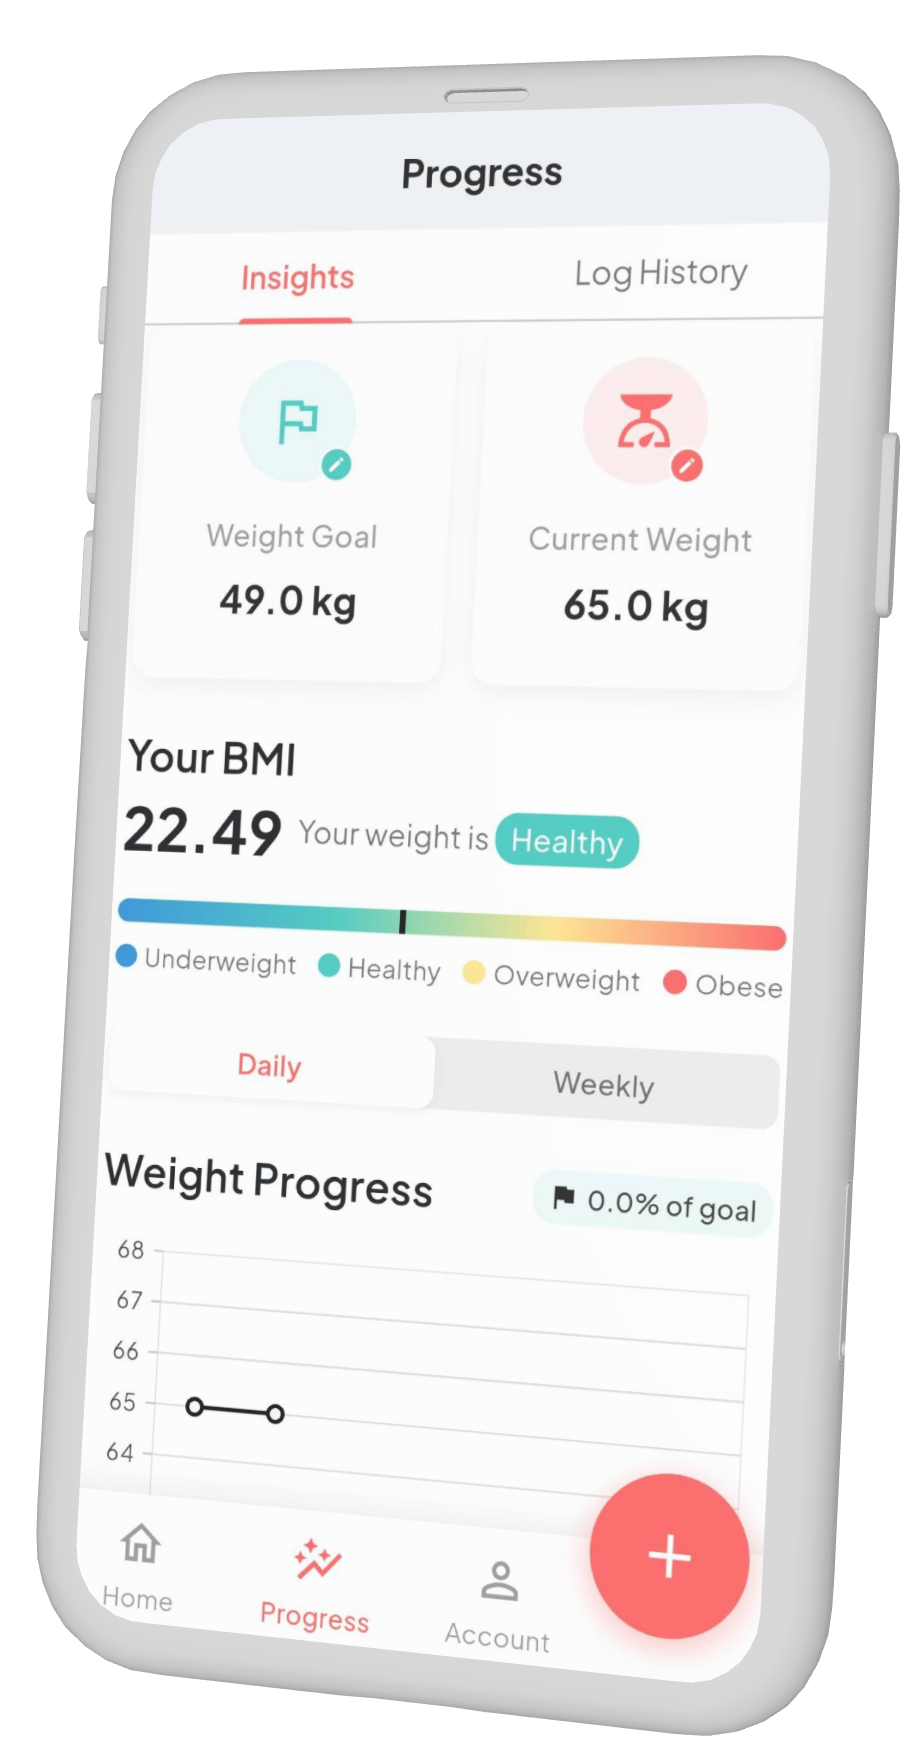 Progress
Insights
Log History
Weight Goal
49.0 kg
Current Weight
65.0 kg
Your BMI
22.49 Your weight is Healthy
Underweight Healthy Overweight Obese
Daily
Weekly
Weight Progress
0.0% of goal
68
67
66
65
64
Home
Progress
Account